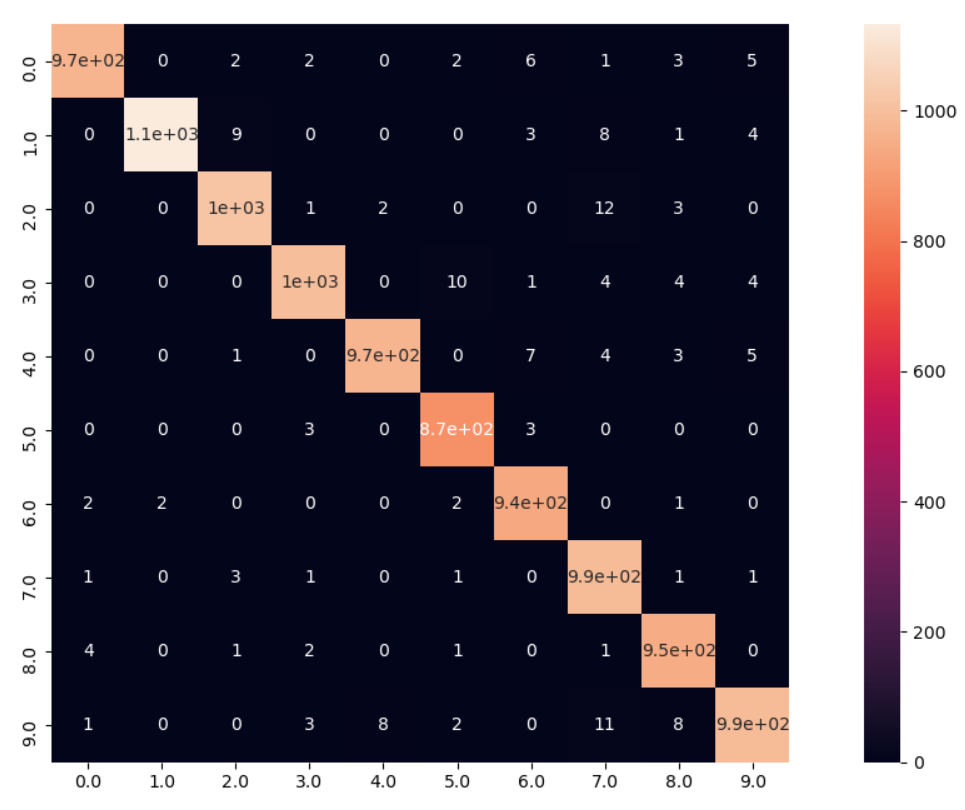 0.0 9.7e+02 0 2 2 0 2 6 1 3 5
1.0 0 1.1e+03 9 0 0 0 3 8 1 4
2.0 0 0 1e+03 1 2 0 0 12 3 0
3.0 0 0 0 1e+03 0 10 1 4 4 4
4.0 0 0 1 0 9.7e+02 0 7 4 3 5
5.0 0 0 0 3 0 8.7e+02 3 0 0 0
6.0 2 2 0 0 0 2 9.4e+02 0 1 0
7.0 1 0 3 1 0 1 0 9.9e+02 1 1
8.0 4 0 1 2 0 1 0 1 9.5e+02 0
9.0 1 0 0 3 8 2 0 11 8 9.9e+02
0.0 1.0 2.0 3.0 4.0 5.0 6.0 7.0 8.0 9.0
1000
800
600
400
200
0